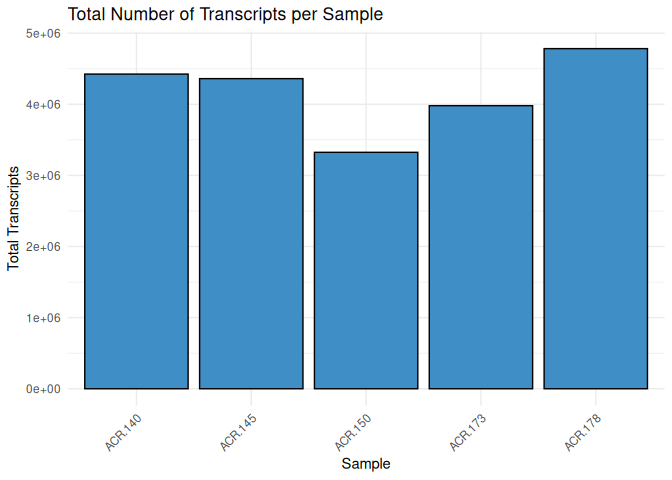 Total Number of Transcripts per Sample
5e+06
4e+06
3e+06
2e+06
1e+06
0e+00
Total Transcripts
ACR.140
ACR.145
ACR.150
ACR.173
ACR.178
Sample